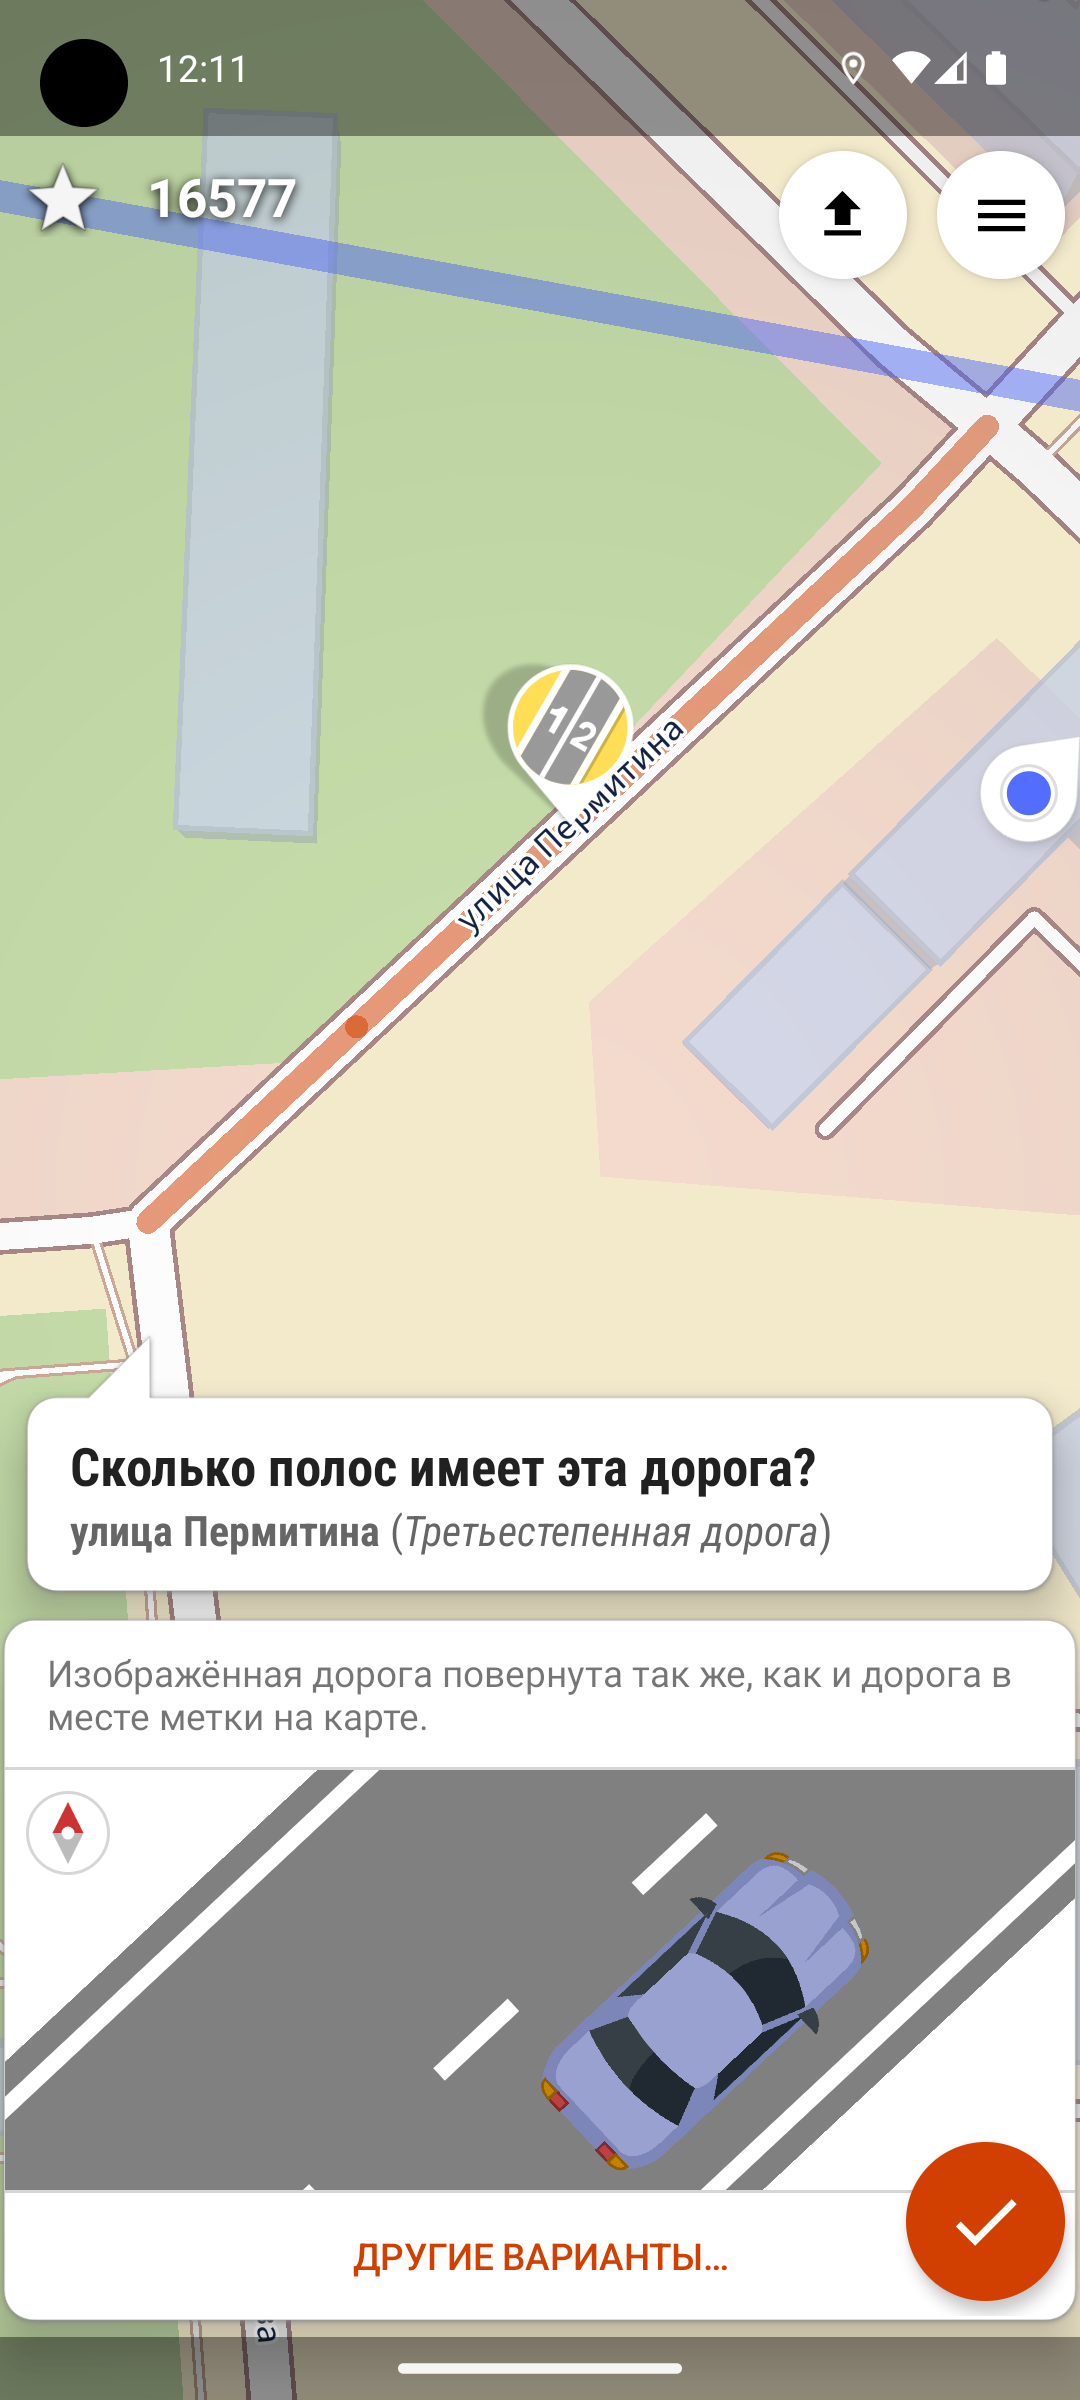 12:11
16577
1
2
улица Пермитина
Сколько полос имеет эта дорога?
улица Пермитина (Третьестепенная дорога)
Изображённая дорога повернута так же, как и дорога в
месте метки на карте.
ДРУГИЕ ВАРИАНТЫ...